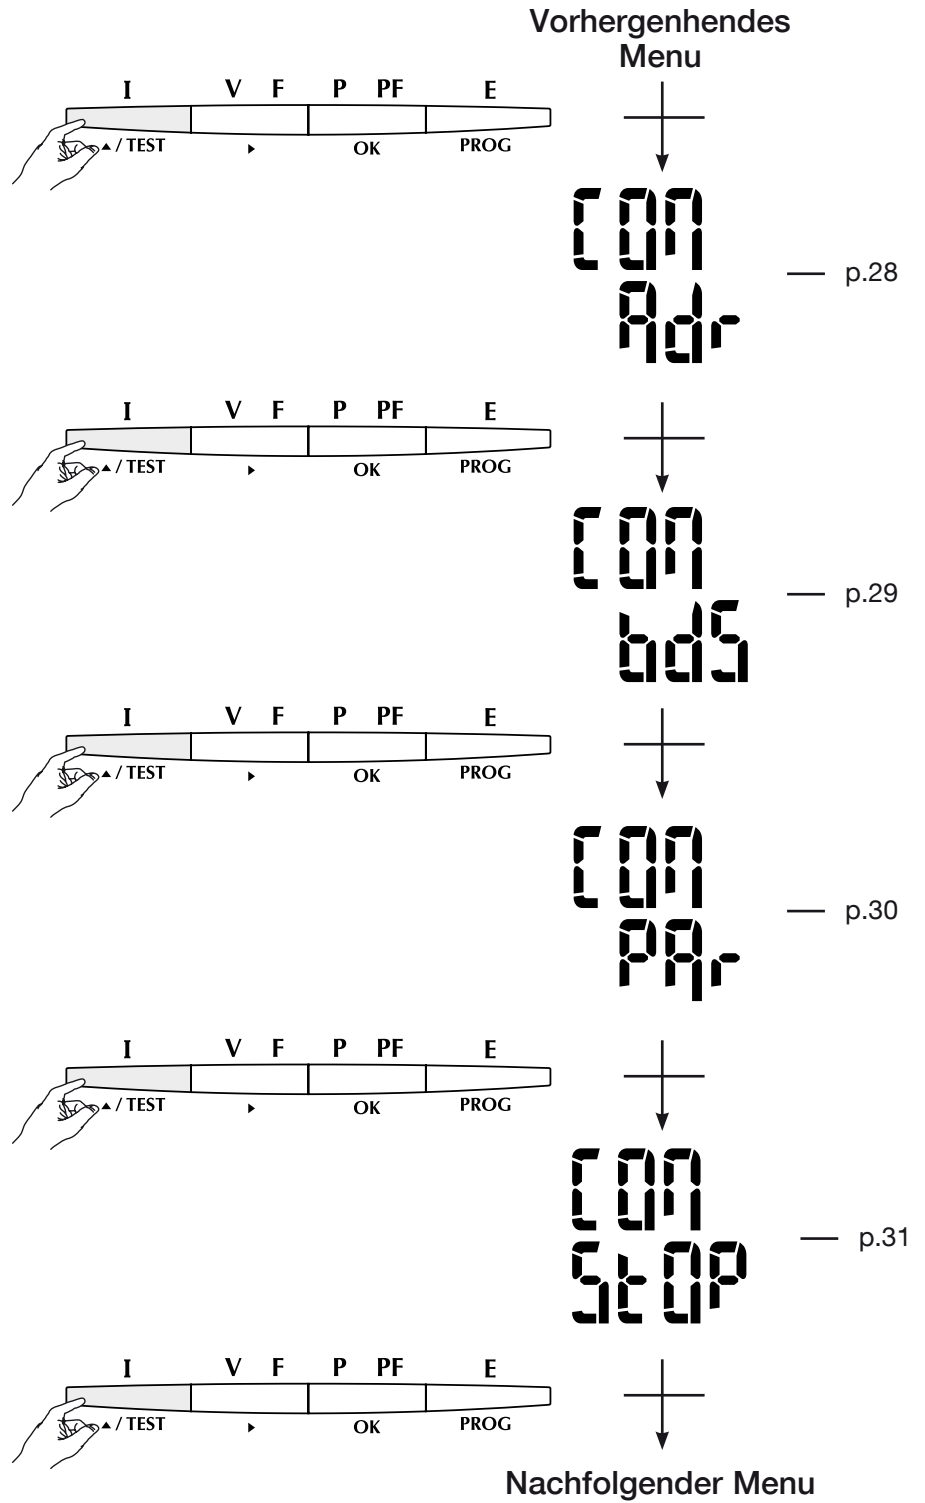 Vorhergenhendes
Menu
I V F P PF E
▲ / TEST ▶ OK PROG
COM
Adr
p.28
I V F P PF E
▲ / TEST ▶ OK PROG
COM
bdS
p.29
I V F P PF E
▲ / TEST ▶ OK PROG
COM
PAr
p.30
I V F P PF E
▲ / TEST ▶ OK PROG
COM
StOP
p.31
I V F P PF E
▲ / TEST ▶ OK PROG
Nachfolgender Menu